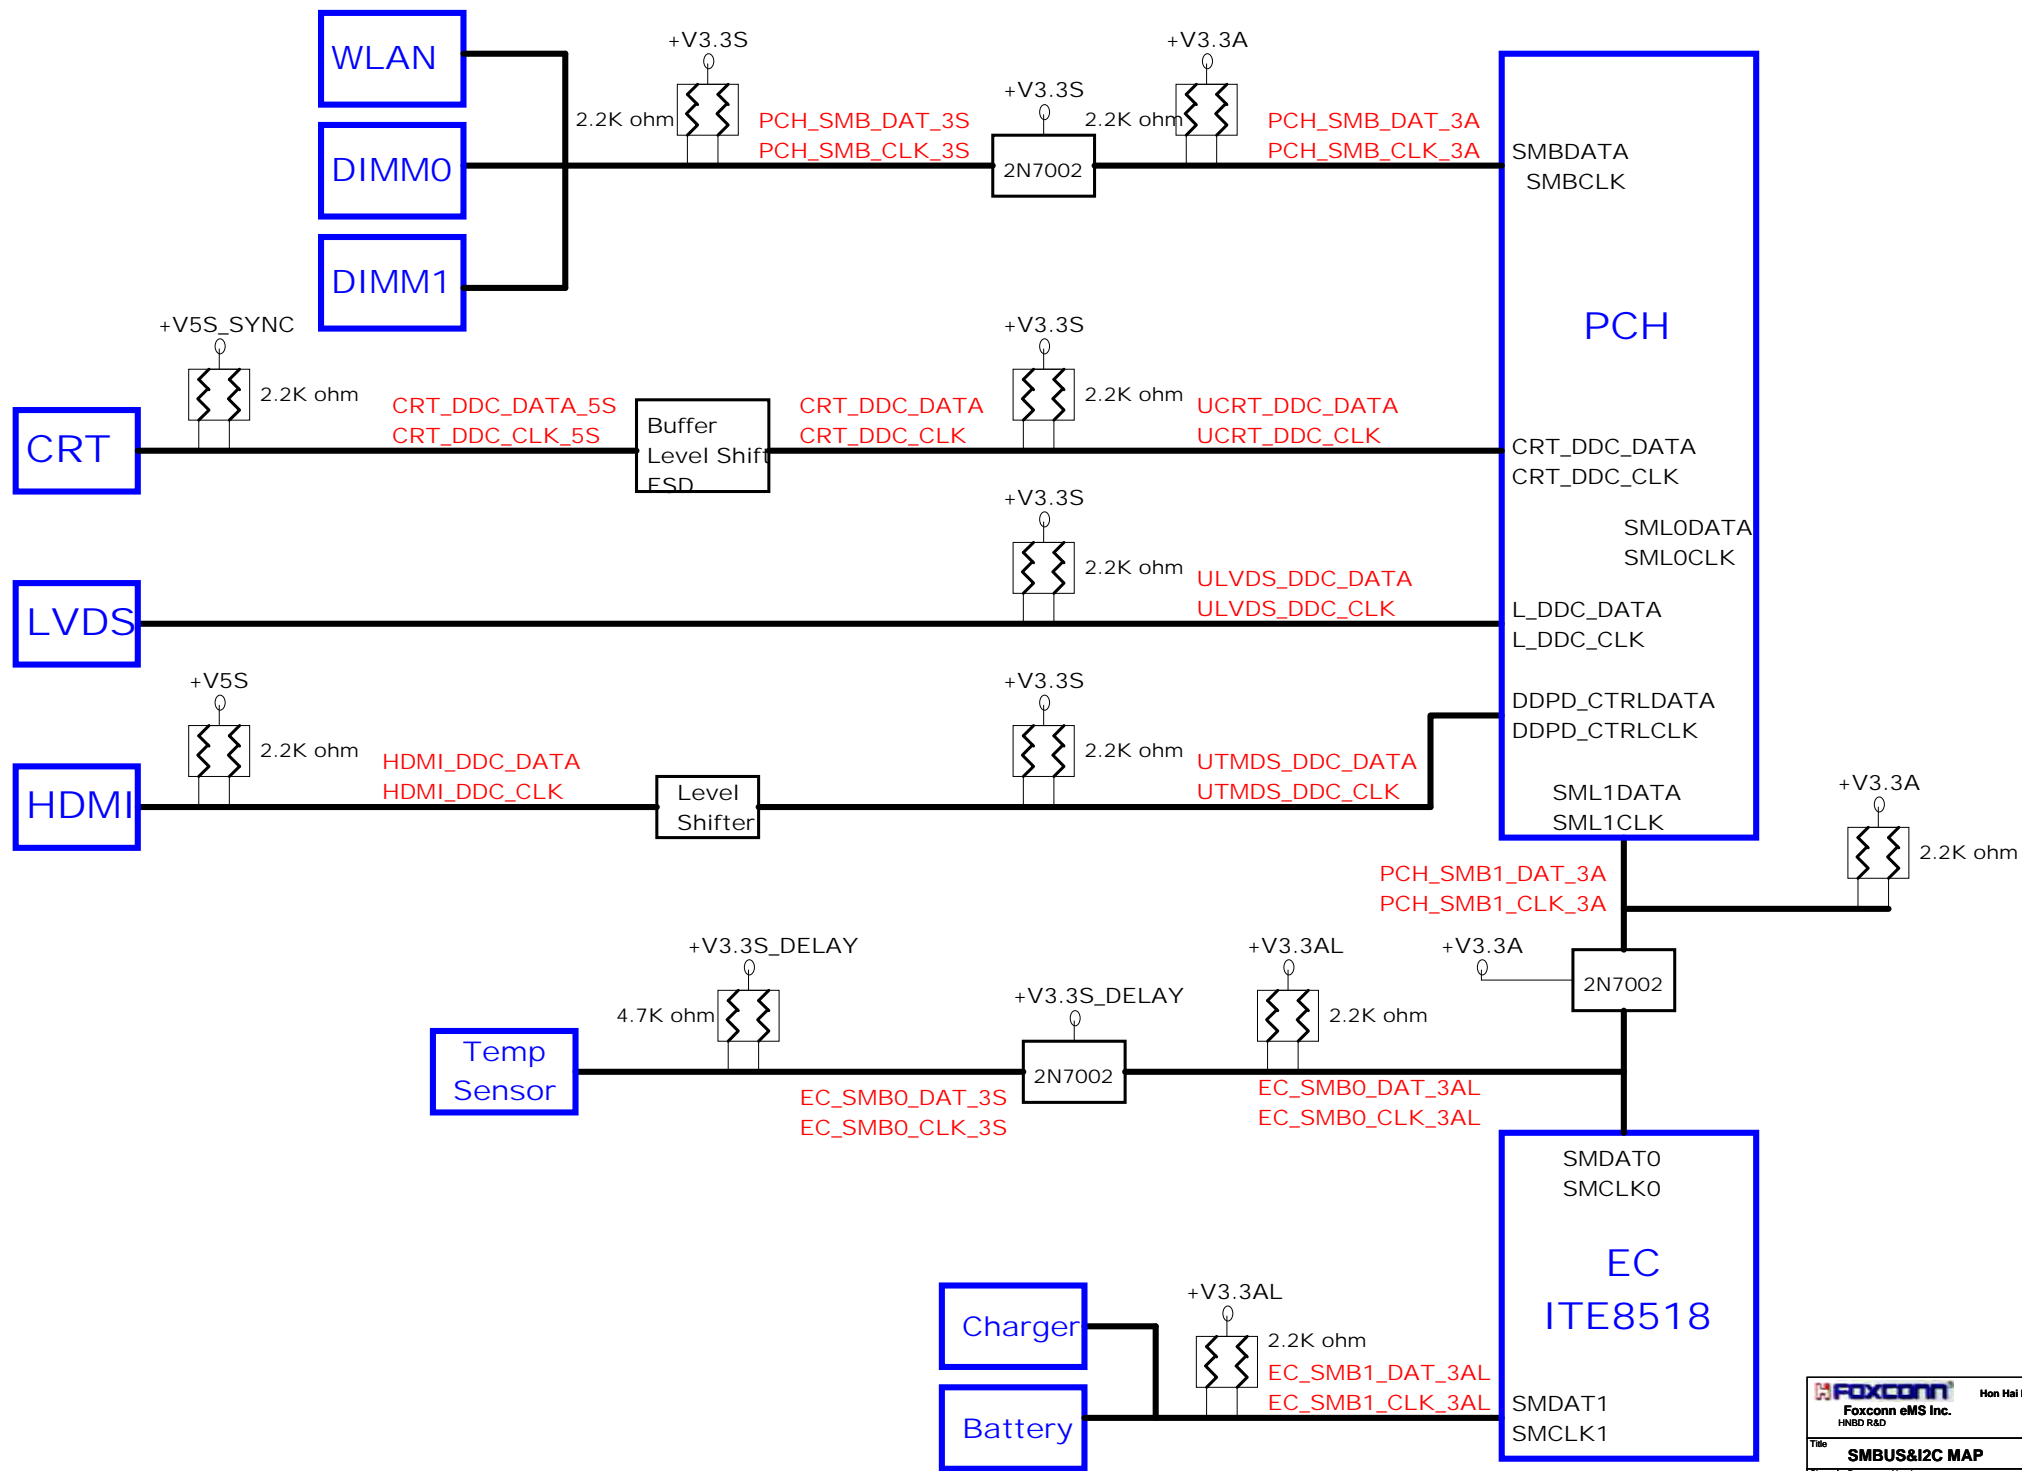 WLAN
DIMM0
DIMM1
+V3.3S
2.2K ohm
PCH_SMB_DAT_3S
PCH_SMB_CLK_3S
+V3.3S
2N7002
+V3.3A
2.2K ohm
PCH_SMB_DAT_3A
PCH_SMB_CLK_3A
SMBDATA
SMBCLK
PCH
+V5S_SYNC
2.2K ohm
CRT
CRT_DDC_DATA_5S
CRT_DDC_CLK_5S
Buffer
Level Shift
ESD
CRT_DDC_DATA
CRT_DDC_CLK
+V3.3S
2.2K ohm
UCRT_DDC_DATA
UCRT_DDC_CLK
CRT_DDC_DATA
CRT_DDC_CLK
SML0DATA
SML0CLK
LVDS
+V3.3S
2.2K ohm
ULVDS_DDC_DATA
ULVDS_DDC_CLK
L_DDC_DATA
L_DDC_CLK
+V5S
2.2K ohm
HDMI
HDMI_DDC_DATA
HDMI_DDC_CLK
Level
Shifter
+V3.3S
2.2K ohm
UTMDS_DDC_DATA
UTMDS_DDC_CLK
DDPD_CTRLDATA
DDPD_CTRLCLK
SML1DATA
SML1CLK
+V3.3A
2.2K ohm
PCH_SMB1_DAT_3A
PCH_SMB1_CLK_3A
+V3.3A
2N7002
Temp
Sensor
+V3.3S_DELAY
4.7K ohm
EC_SMB0_DAT_3S
EC_SMB0_CLK_3S
+V3.3S_DELAY
2N7002
+V3.3AL
2.2K ohm
EC_SMB0_DAT_3AL
EC_SMB0_CLK_3AL
SMDAT0
SMCLK0
EC
ITE8518
Charger
Battery
+V3.3AL
2.2K ohm
EC_SMB1_DAT_3AL
EC_SMB1_CLK_3AL
SMDAT1
SMCLK1
FOXCONN
Hon Hai
Foxconn eMS Inc.
HNBD R&D
Title
SMBUS&I2C MAP